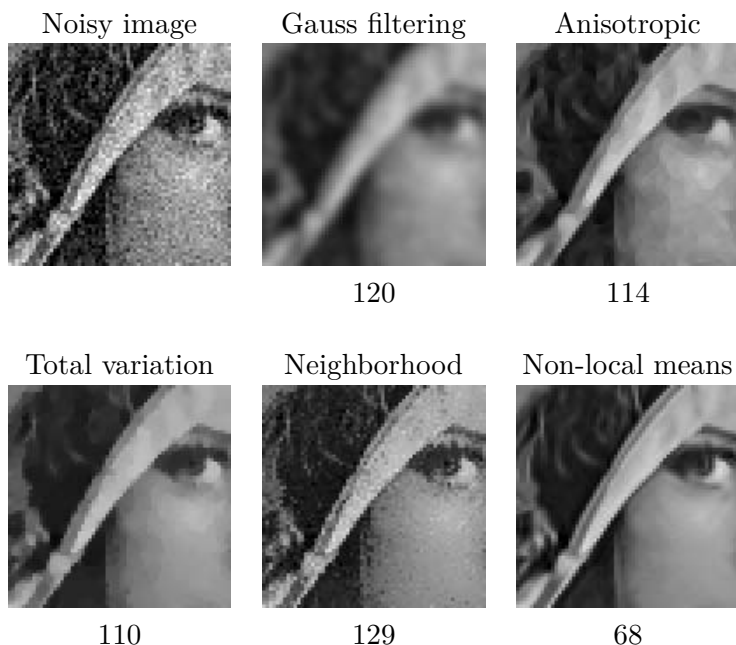 Noisy image
Gauss filtering
Anisotropic
120
114
Total variation
Neighborhood
Non-local means
110
129
68